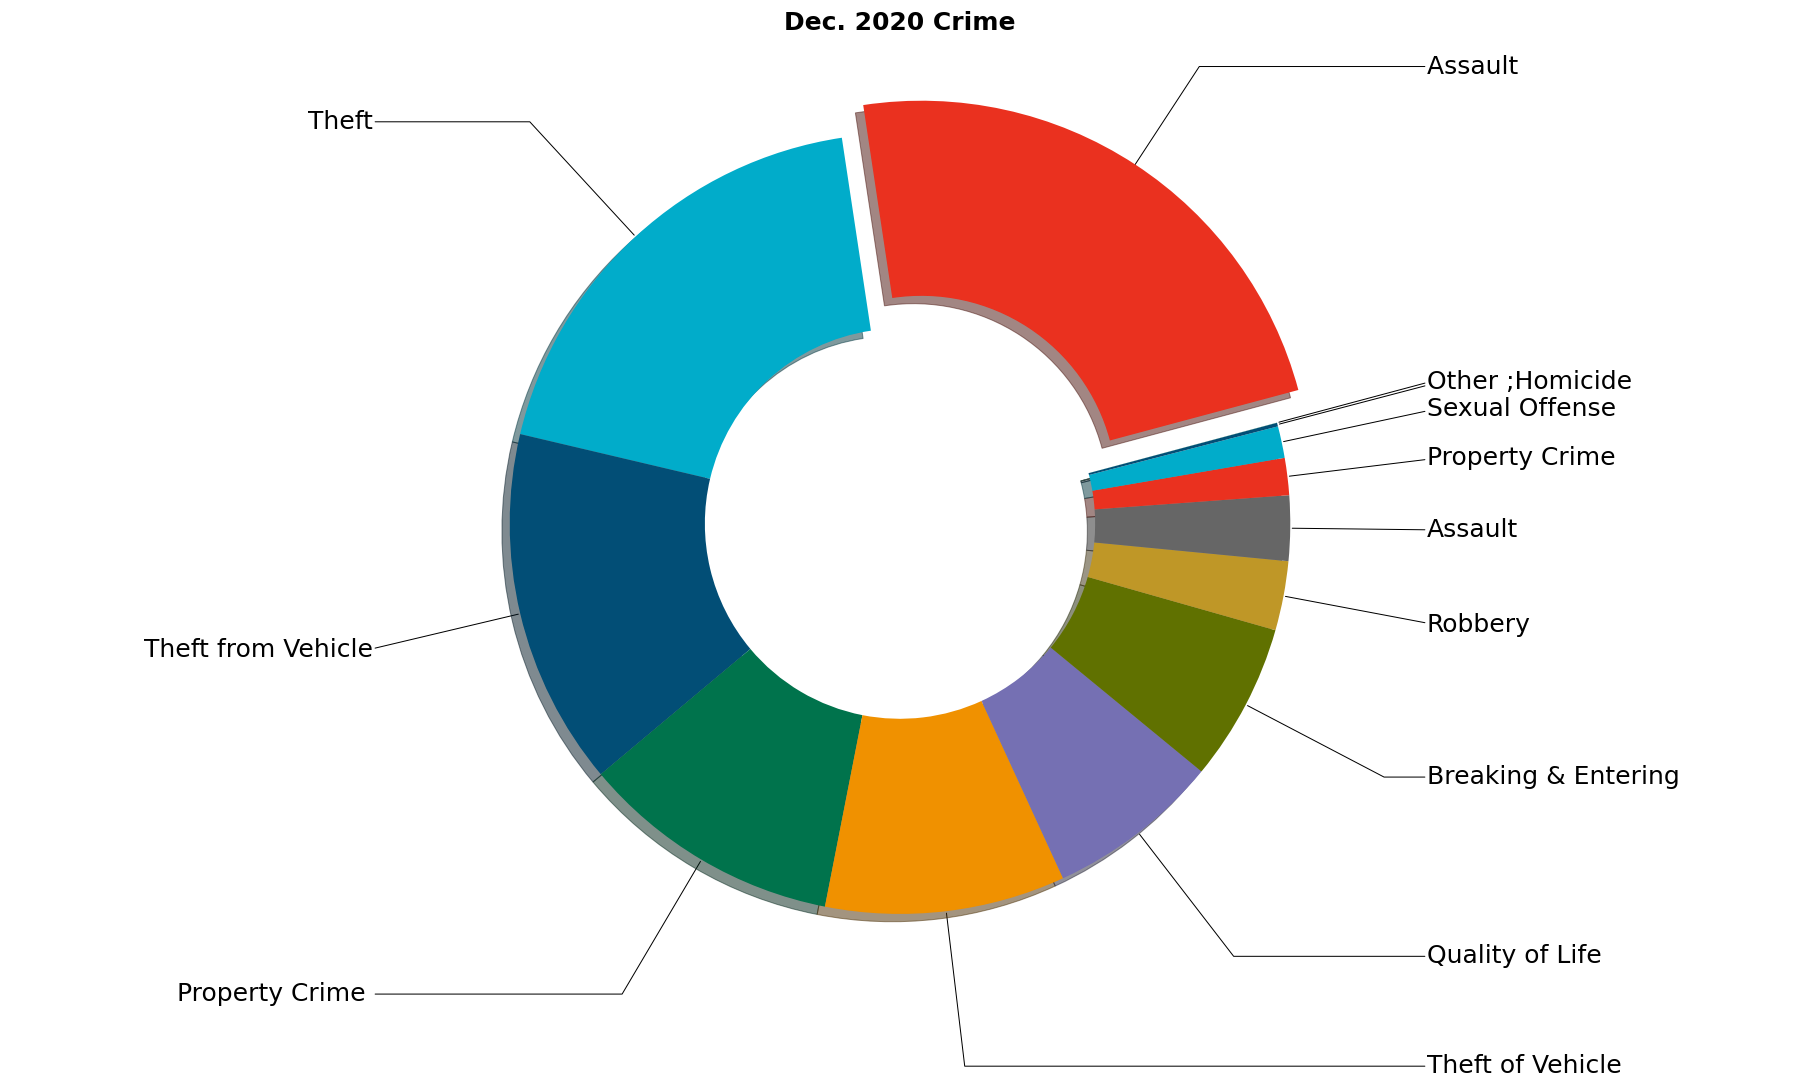 Dec. 2020 Crime
Assault
Theft
Other ;Homicide
Sexual Offense
Property Crime
Assault
Robbery
Theft from Vehicle
Breaking & Entering
Quality of Life
Property Crime
Theft of Vehicle